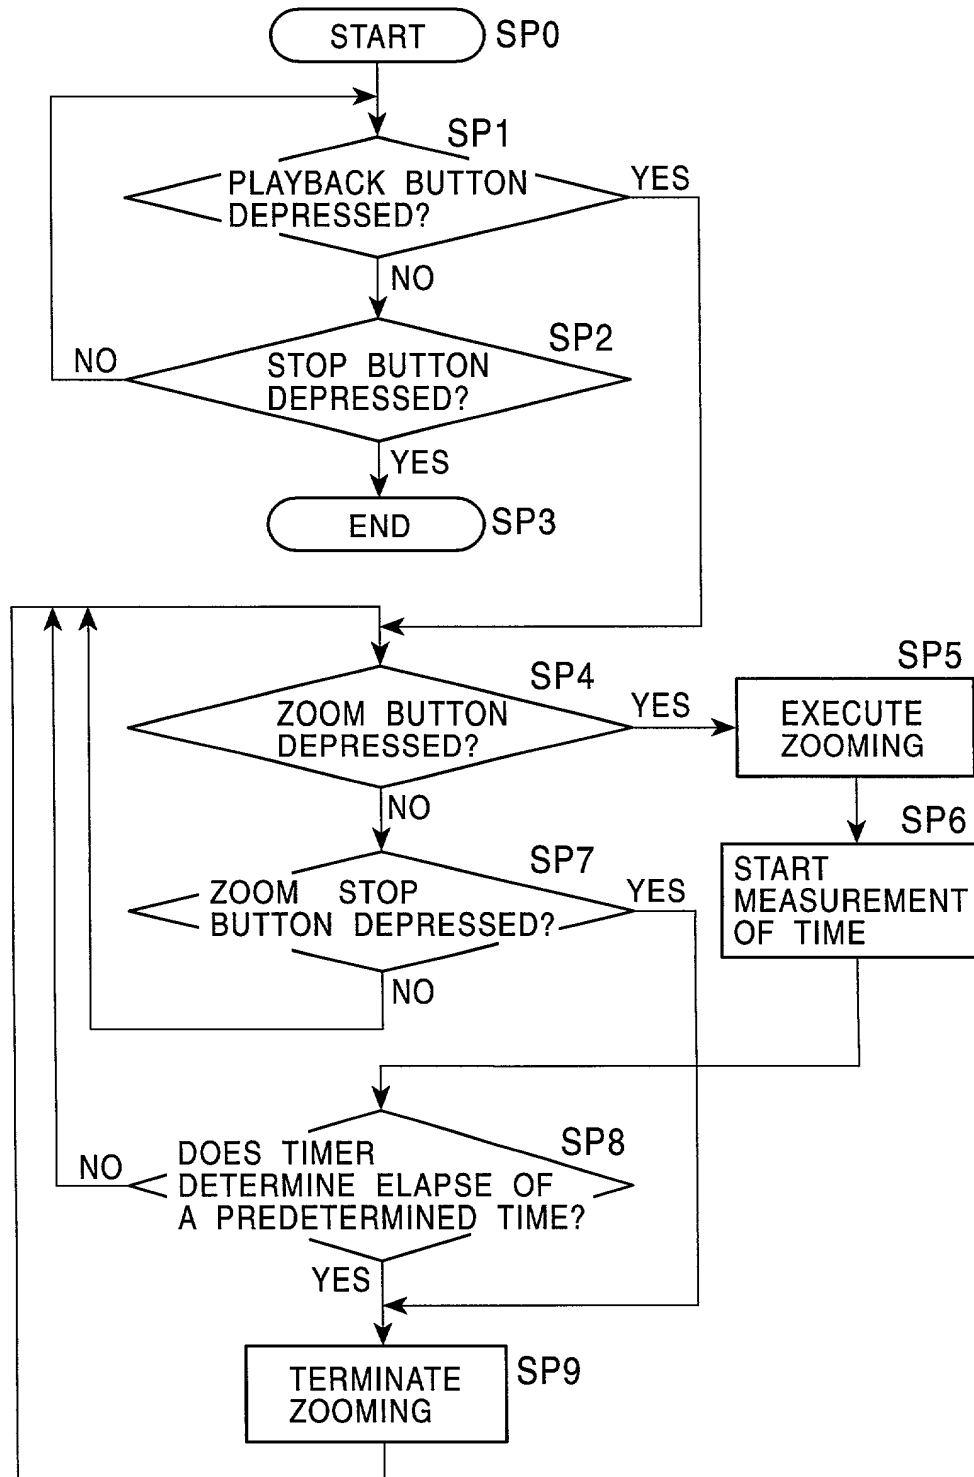 START
SP0
SP1
PLAYBACK BUTTON
DEPRESSED?
YES
NO
SP2
STOP BUTTON
DEPRESSED?
NO
YES
END
SP3
SP4
ZOOM BUTTON
DEPRESSED?
YES
SP5
EXECUTE
ZOOMING
NO
SP6
START
MEASUREMENT
OF TIME
SP7
ZOOM STOP
BUTTON DEPRESSED?
YES
NO
SP8
DOES TIMER
DETERMINE ELAPSE OF
A PREDETERMINED TIME?
NO
YES
SP9
TERMINATE
ZOOMING